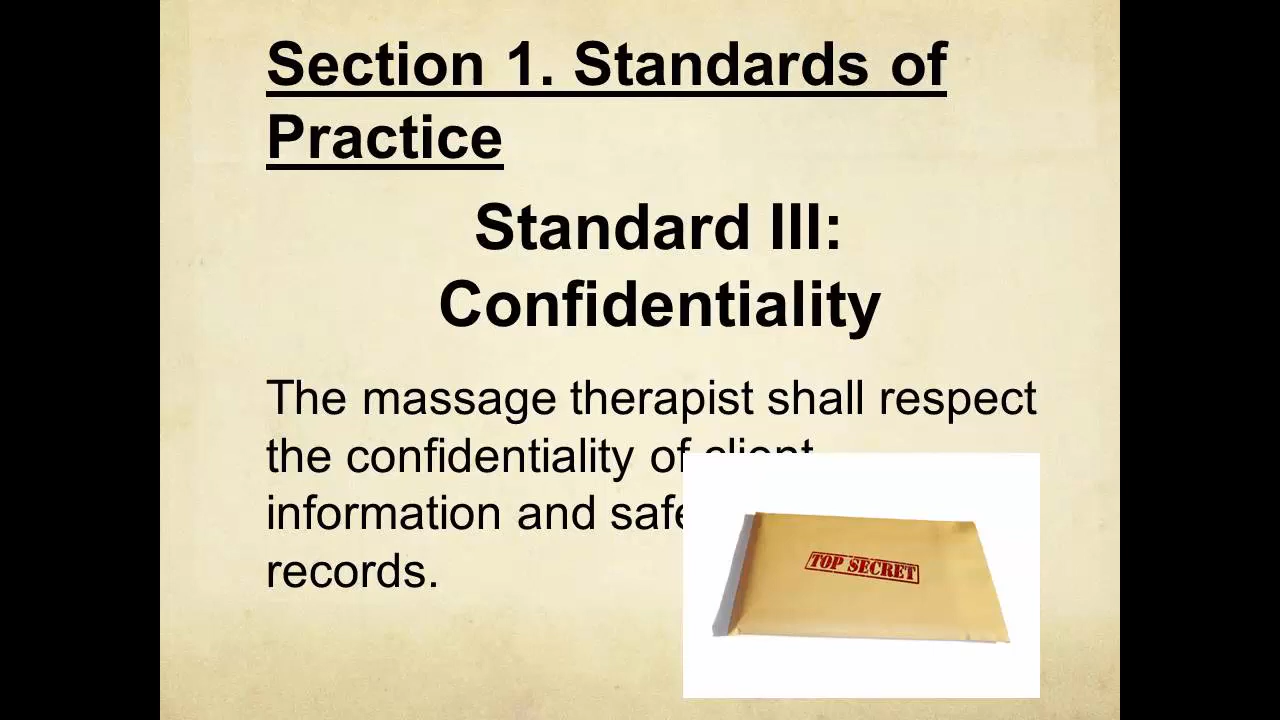 Section 1. Standards of
Practice
Standard III:
Confidentiality
The massage therapist shall respect
the confidentiality of client
information and
records.
TOP SECRET